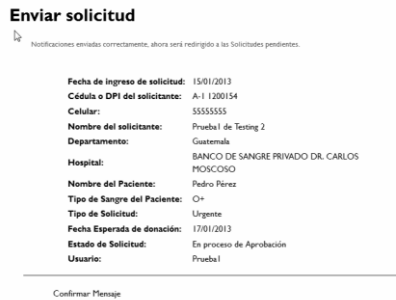 Enviar solicitud
Notificaciones enviadas correctamente, ahora será redirigido a las Solicitudes pendientes.
Fecha de ingreso de solicitud: 15/01/2013
Cédula o DPI del solicitante: A-1 1200154
Celular: 55555555
Nombre del solicitante: Prueba1 de Testing 2
Departamento: Guatemala
Hospital: BANCO DE SANGRE PRIVADO DR. CARLOS
MOSCOSO
Nombre del Paciente: Pedro Pérez
Tipo de Sangre del Paciente: O+
Tipo de Solicitud: Urgente
Fecha Esperada de donación: 17/01/2013
Estado de Solicitud: En proceso de Aprobación
Usuario: Prueba1
Confirmar Mensaje